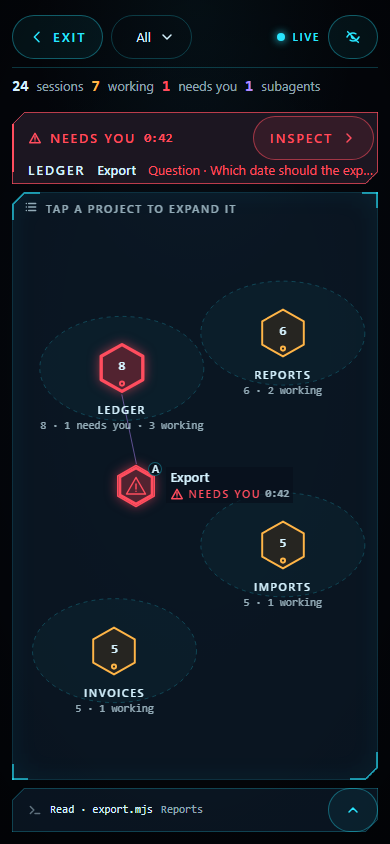 EXIT All LIVE
24 sessions 7 working 1 needs you 1 subagents
NEEDS YOU 0:42 INSPECT
LEDGER Export Question · Which date should the exp...
TAP A PROJECT TO EXPAND IT
6
REPORTS
6 · 2 working
8
LEDGER
8 · 1 needs you · 3 working
A
Export
NEEDS YOU 0:42
5
IMPORTS
5 · 1 working
5
INVOICES
5 · 1 working
Read · export.mjs Reports